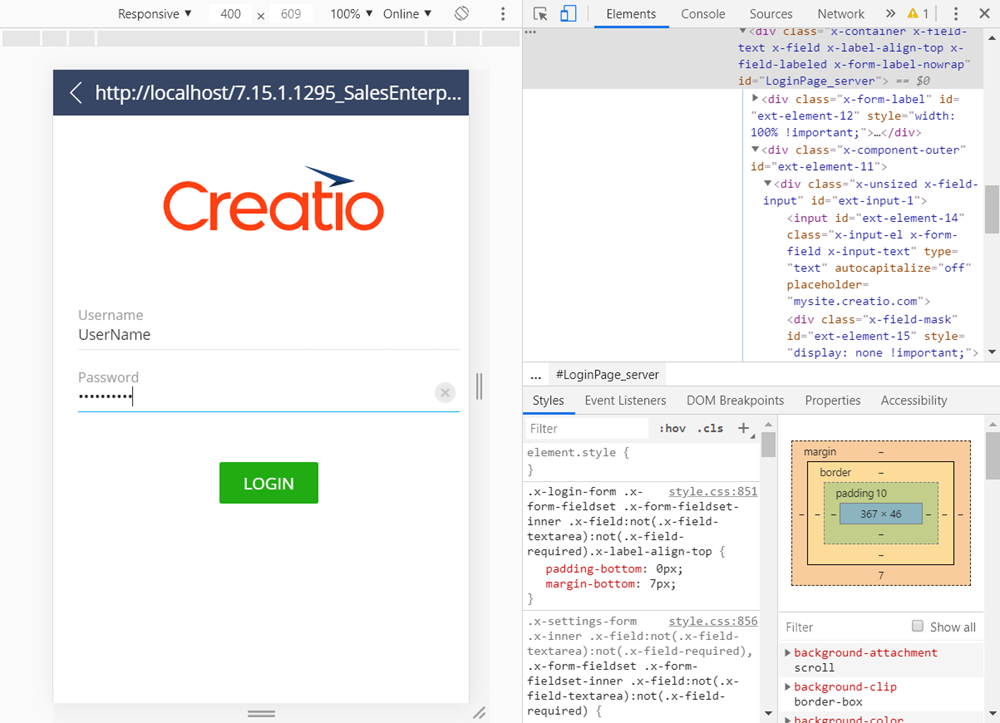 Responsive ▼ 400 x 609 100% ▼ Online ▼
Elements Console Sources Network » 1
http://localhost/7.15.1.1295_SalesEnterp...
Creatio
Username
UserName
Password
••••••••••
LOGIN
...
▼<div class="x-container x-field-
text x-field x-label-align-top x-
field-labeled x-form-label-nowrap"
id="LoginPage_server"> == $0
▶<div class="x-form-label" id=
"ext-element-12" style="width:
100% !important;">…</div>
▼<div class="x-component-outer"
id="ext-element-11">
▼<div class="x-unsized x-field-
input" id="ext-input-1">
<input id="ext-element-14"
class="x-input-el x-form-
field x-input-text" type=
"text" autocapitalize="off"
placeholder=
"mysite.creatio.com">
<div class="x-field-mask"
id="ext-element-15" style=
"display: none !important;">
... #LoginPage_server
Styles Event Listeners DOM Breakpoints Properties Accessibility
Filter :hov .cls +
element.style {
}
.x-login-form .x- style.css:851
form-fieldset .x-form-fieldset-
inner .x-field:not(.x-field-
textarea):not(.x-field-
required).x-label-align-top {
padding-bottom: 0px;
margin-bottom: 7px;
}
.x-settings-form style.css:856
.x-inner .x-field:not(.x-field-
textarea):not(.x-field-required),
.x-form-fieldset .x-form-
fieldset-inner .x-field:not(.x-
field-textarea):not(.x-field-
required) {
margin –
border –
padding 10
– – – 367 × 46 – – –
–
–
7
Filter Show all
▶background-attachment
scroll
▶background-clip
border-box
▶background-color